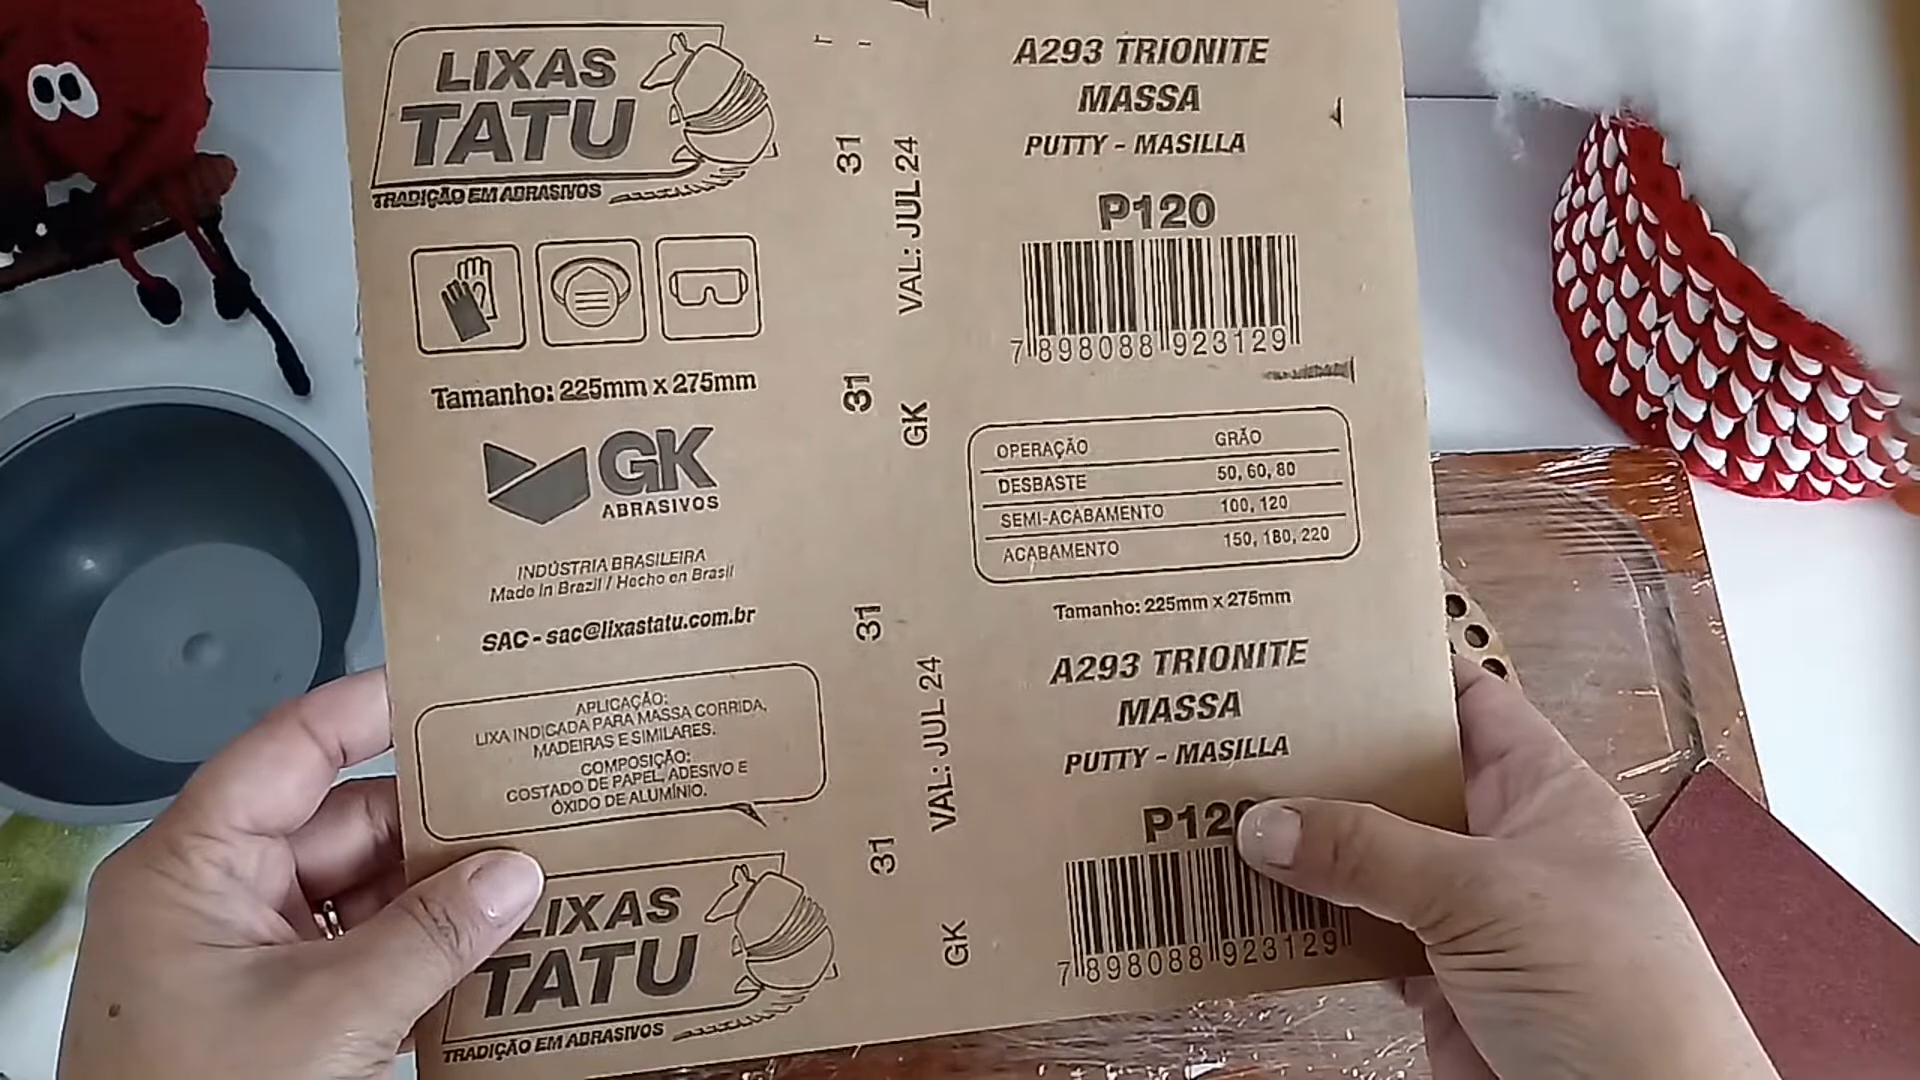 LIXAS
TATU
TRADIÇÃO EM ABRASIVOS
Tamanho: 225mm x 275mm
GK
ABRASIVOS
INDÚSTRIA BRASILEIRA
Made in Brazil / Hecho en Brasil
SAC - sac@lixastatu.com.br
APLICAÇÃO:
LIXA INDICADA PARA MASSA CORRIDA,
MADEIRAS E SIMILARES.
COMPOSIÇÃO:
COSTADO DE PAPEL, ADESIVO E
ÓXIDO DE ALUMÍNIO.
LIXAS
TATU
TRADIÇÃO EM ABRASIVOS
31
31
31
31
VAL: JUL 24
GK
VAL: JUL 24
GK
A293 TRIONITE
MASSA
PUTTY - MASILLA
P120
7 898088 923129
OPERAÇÃO GRÃO
DESBASTE 50, 60, 80
SEMI-ACABAMENTO 100, 120
ACABAMENTO 150, 180, 220
Tamanho: 225mm x 275mm
A293 TRIONITE
MASSA
PUTTY - MASILLA
P120
7 898088 923129